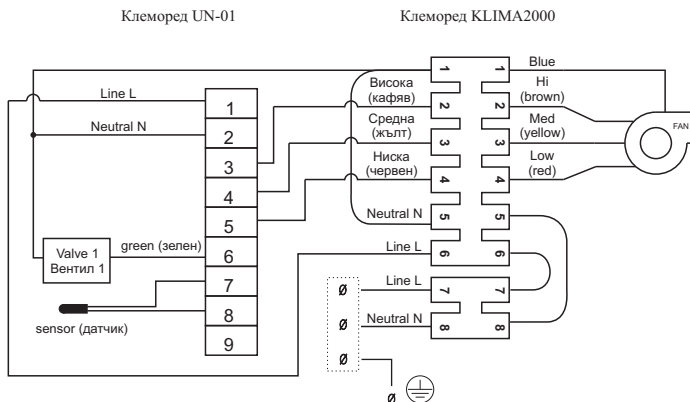 Клеморед UN-01
Клеморед KLIMA2000
Line L
Neutral N
1
2
3
4
5
6
7
8
9
Valve 1
Вентил 1
green (зелен)
sensor (датчик)
Висока
(кафяв)
Средна
(жълт)
Ниска
(червен)
Neutral N
Line L
Line L
Neutral N
1
2
3
4
5
6
7
8
1
2
3
4
5
6
7
8
Blue
Hi
(brown)
Med
(yellow)
Low
(red)
FAN